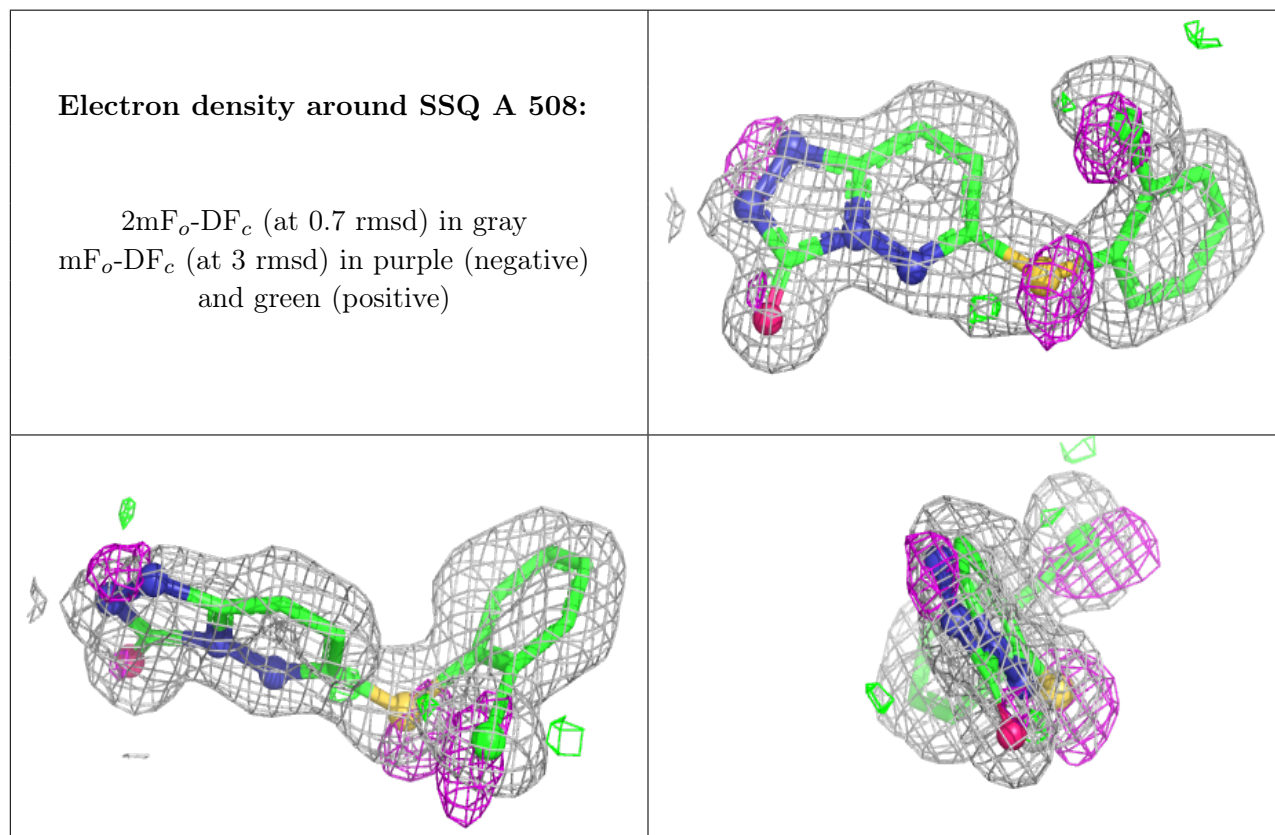 Electron density around SSQ A 508:
2mFₒ-DF𝒸 (at 0.7 rmsd) in gray
mFₒ-DF𝒸 (at 3 rmsd) in purple (negative)
and green (positive)